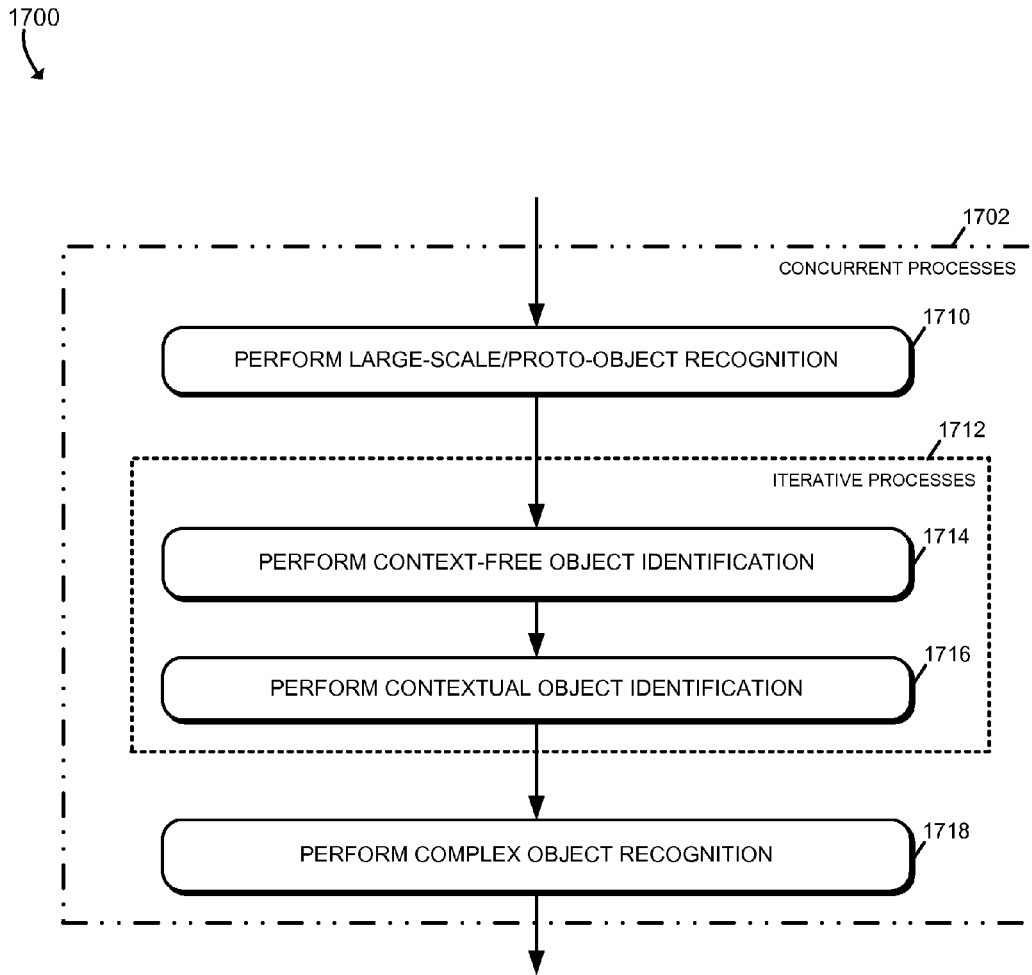 1700
1702
CONCURRENT PROCESSES
1710
PERFORM LARGE-SCALE/PROTO-OBJECT RECOGNITION
1712
ITERATIVE PROCESSES
1714
PERFORM CONTEXT-FREE OBJECT IDENTIFICATION
1716
PERFORM CONTEXTUAL OBJECT IDENTIFICATION
1718
PERFORM COMPLEX OBJECT RECOGNITION